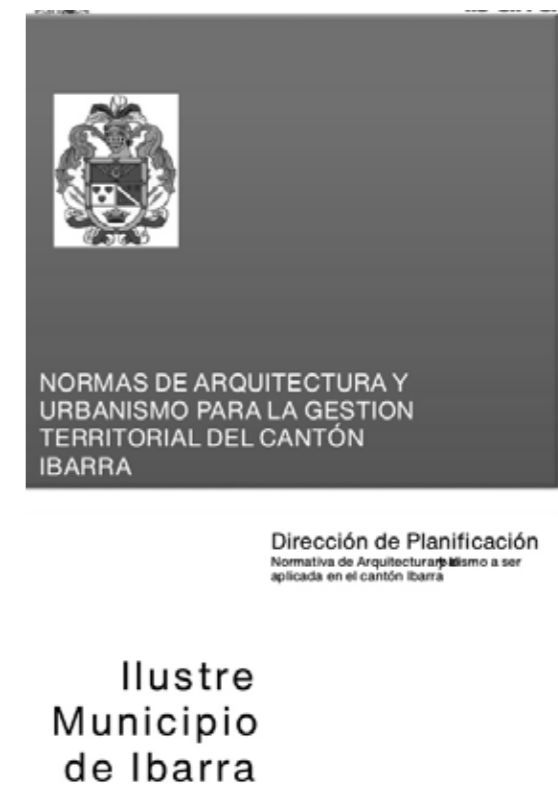 NORMAS DE ARQUITECTURA Y
URBANISMO PARA LA GESTION
TERRITORIAL DEL CANTÓN
IBARRA
Dirección de Planificación
Normativa de Arquitectura a ser
aplicada en el cantón Ibarra
Ilustre
Municipio
de Ibarra